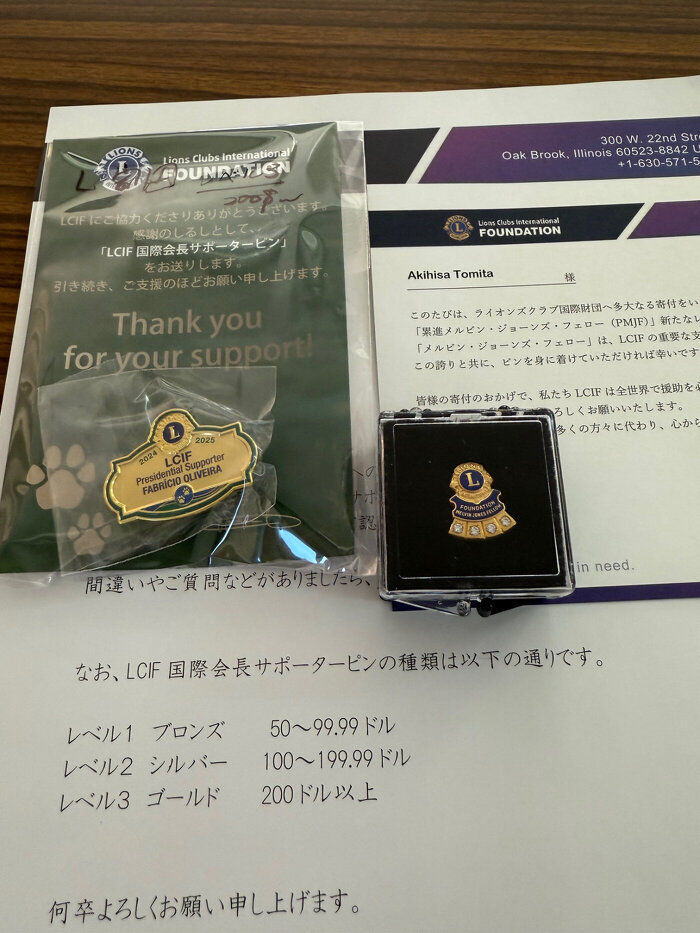 300 W. 22nd Str
Oak Brook, Illinois 60523-8842 U
+1-630-571-5
LIONS
L
Lions Clubs International
FOUNDATION
200$~
LCIFにご協力くださりありがとうございます。
感謝のしるしとして、
「LCIF 国際会長サポーターピン」
をお送りします。
引き続き、ご支援のほどお願い申し上げます。
Thank you
for your support!
L
2024 2025
LCIF
Presidential Supporter
FABRÍCIO OLIVEIRA
Lions Clubs International
FOUNDATION
Akihisa Tomita 様
このたびは、ライオンズクラブ国際財団へ多大なる寄付をい
「累進メルビン・ジョーンズ・フェロー（PMJF）」新たなレ
「メルビン・ジョーンズ・フェロー」は、LCIF の重要な支
この誇りと共に、ピンを身に着けていただければ幸いです
皆様の寄付のおかげで、私たち LCIF は全世界で援助を必
ろしくお願いいたします。
多くの方々に代わり、心から
in need.
L
FOUNDATION
MELVIN JONES FELLOW
間違いやご質問などがありましたら、
なお、LCIF 国際会長サポーターピンの種類は以下の通りです。
レベル1 ブロンズ 50～99.99ドル
レベル2 シルバー 100～199.99ドル
レベル3 ゴールド 200ドル以上
何卒よろしくお願い申し上げます。